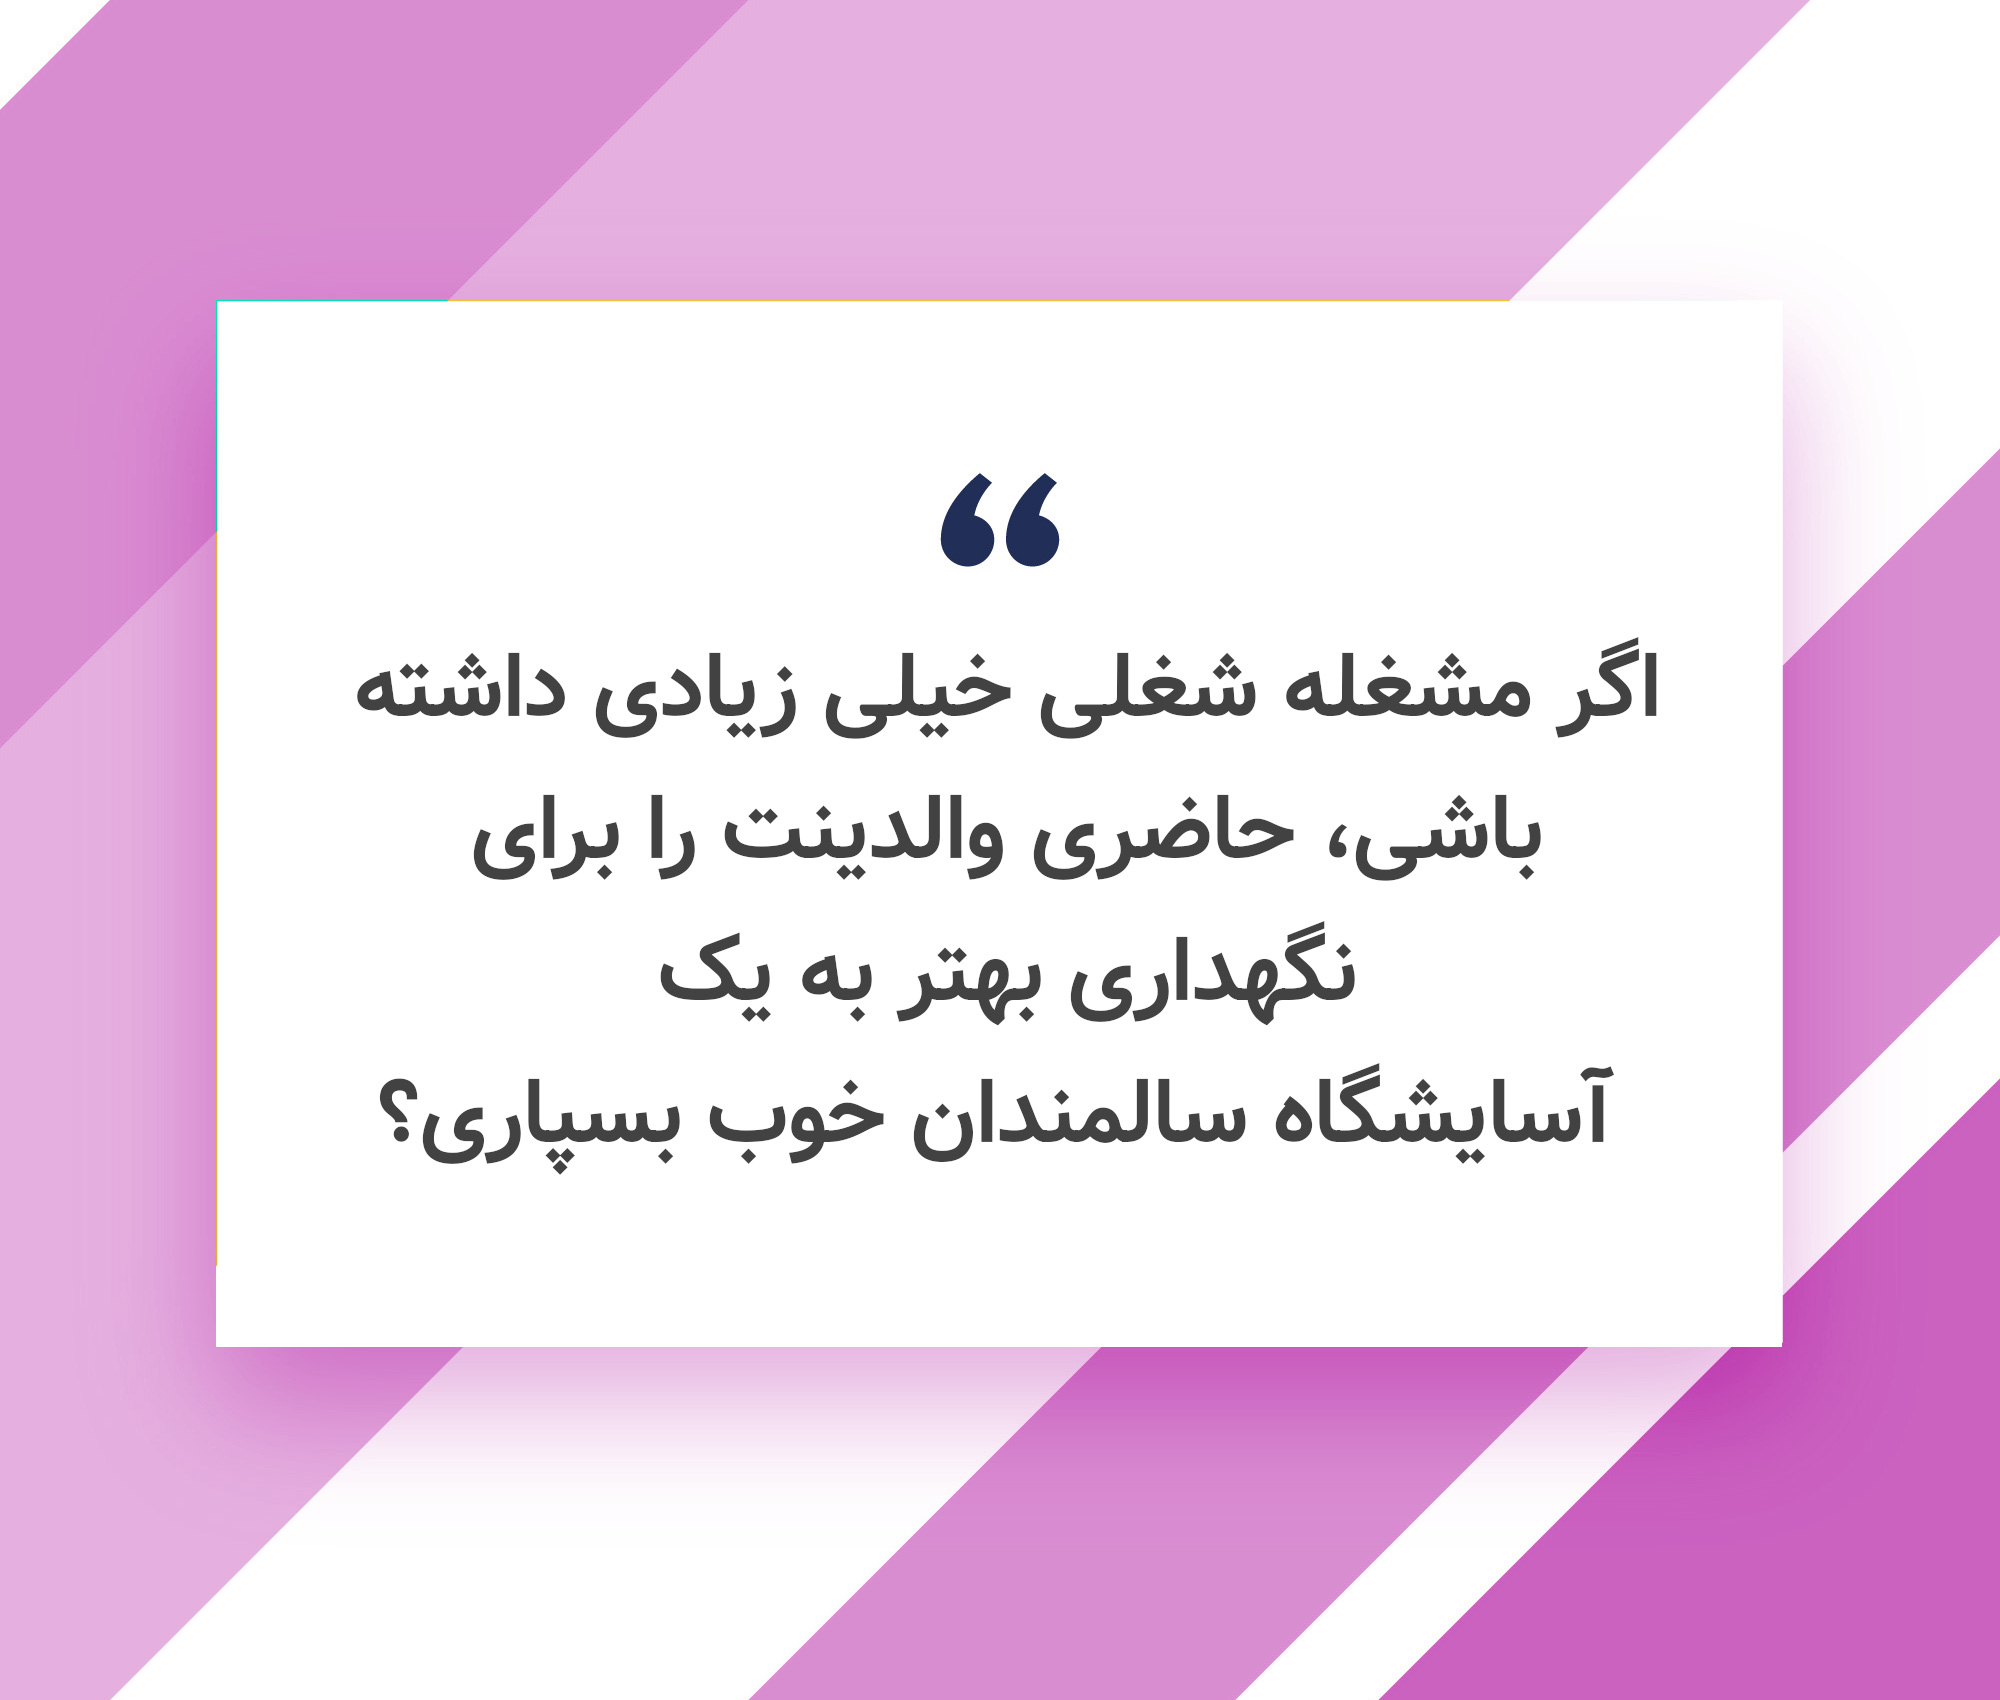 “
اگر مشغله شغلی خیلی زیادی داشته
باشی، حاضری والدینت را برای
نگهداری بهتر به یک
آسایشگاه سالمندان خوب بسپاری؟